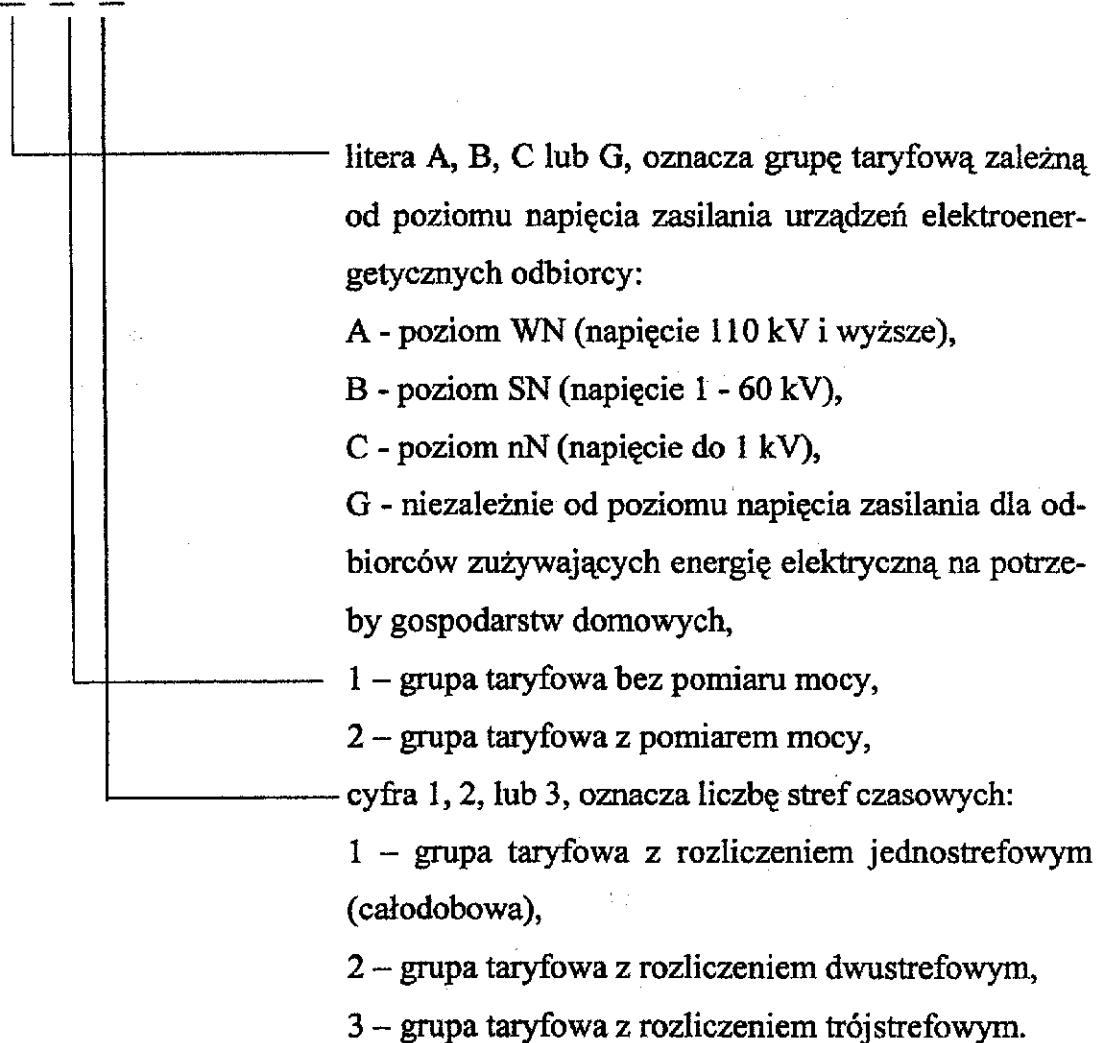 litera A, B, C lub G, oznacza grupę taryfową zależną
od poziomu napięcia zasilania urządzeń elektroener-
getycznych odbiorcy:
A - poziom WN (napięcie 110 kV i wyższe),
B - poziom SN (napięcie 1 - 60 kV),
C - poziom nN (napięcie do 1 kV),
G - niezależnie od poziomu napięcia zasilania dla od-
biorców zużywających energię elektryczną na potrze-
by gospodarstw domowych,
1 – grupa taryfowa bez pomiaru mocy,
2 – grupa taryfowa z pomiarem mocy,
cyfra 1, 2, lub 3, oznacza liczbę stref czasowych:
1 – grupa taryfowa z rozliczeniem jednostrefowym
(całodobowa),
2 – grupa taryfowa z rozliczeniem dwustrefowym,
3 – grupa taryfowa z rozliczeniem trójstrefowym.